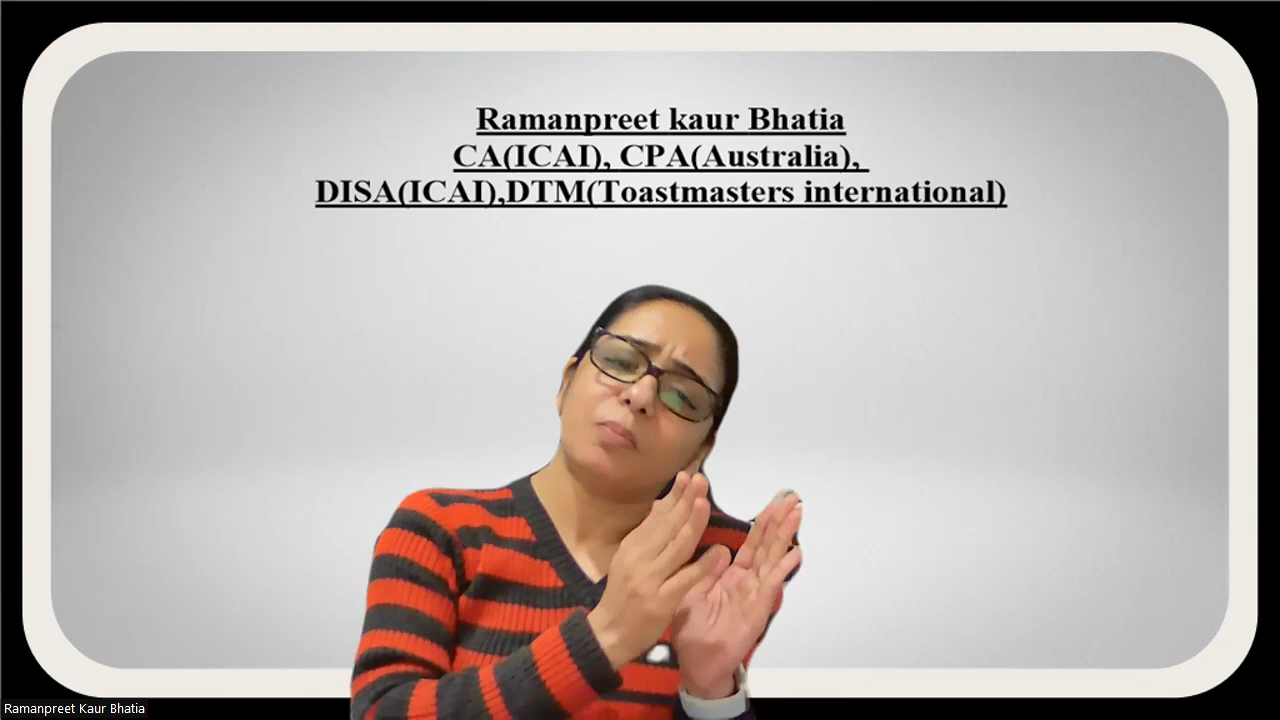 Ramanpreet kaur Bhatia
CA(ICAI), CPA(Australia),
DISA(ICAI),DTM(Toastmasters international)
Ramanpreet Kaur Bhatia